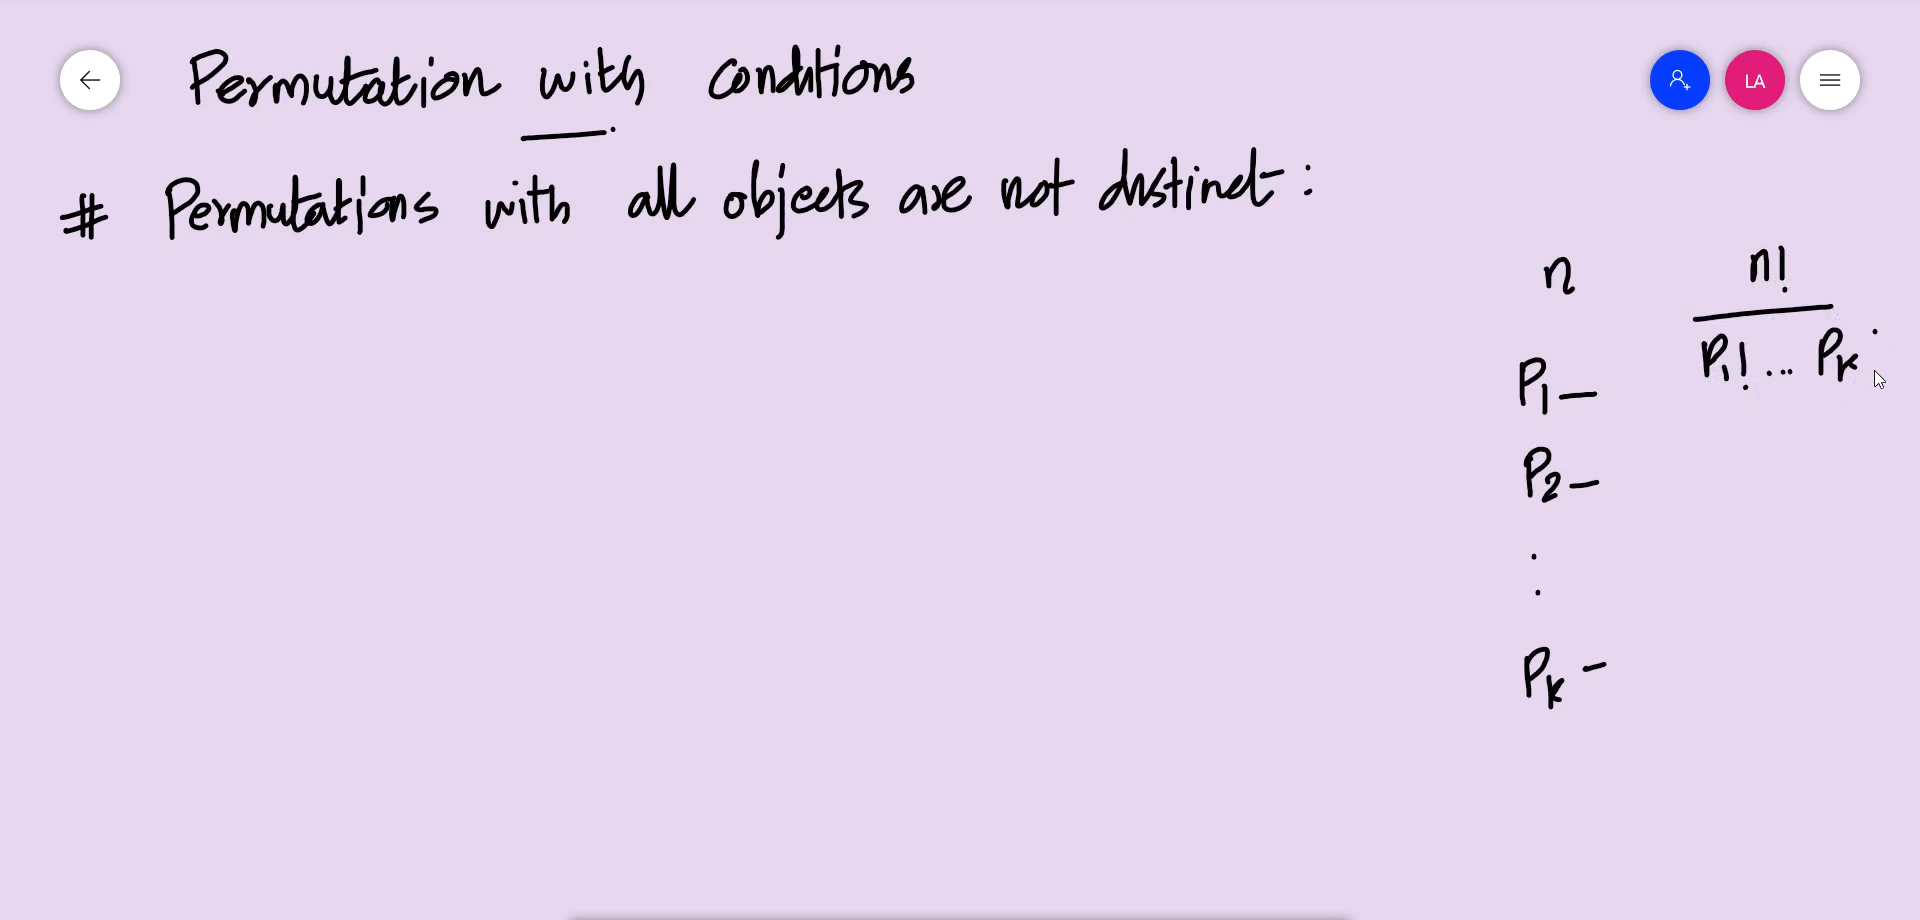 Permutation with conditions
LA
# Permutations with all objects are not distinct :
n
n!
P1! ... Pk
P1 —
P2 —
:
Pk -